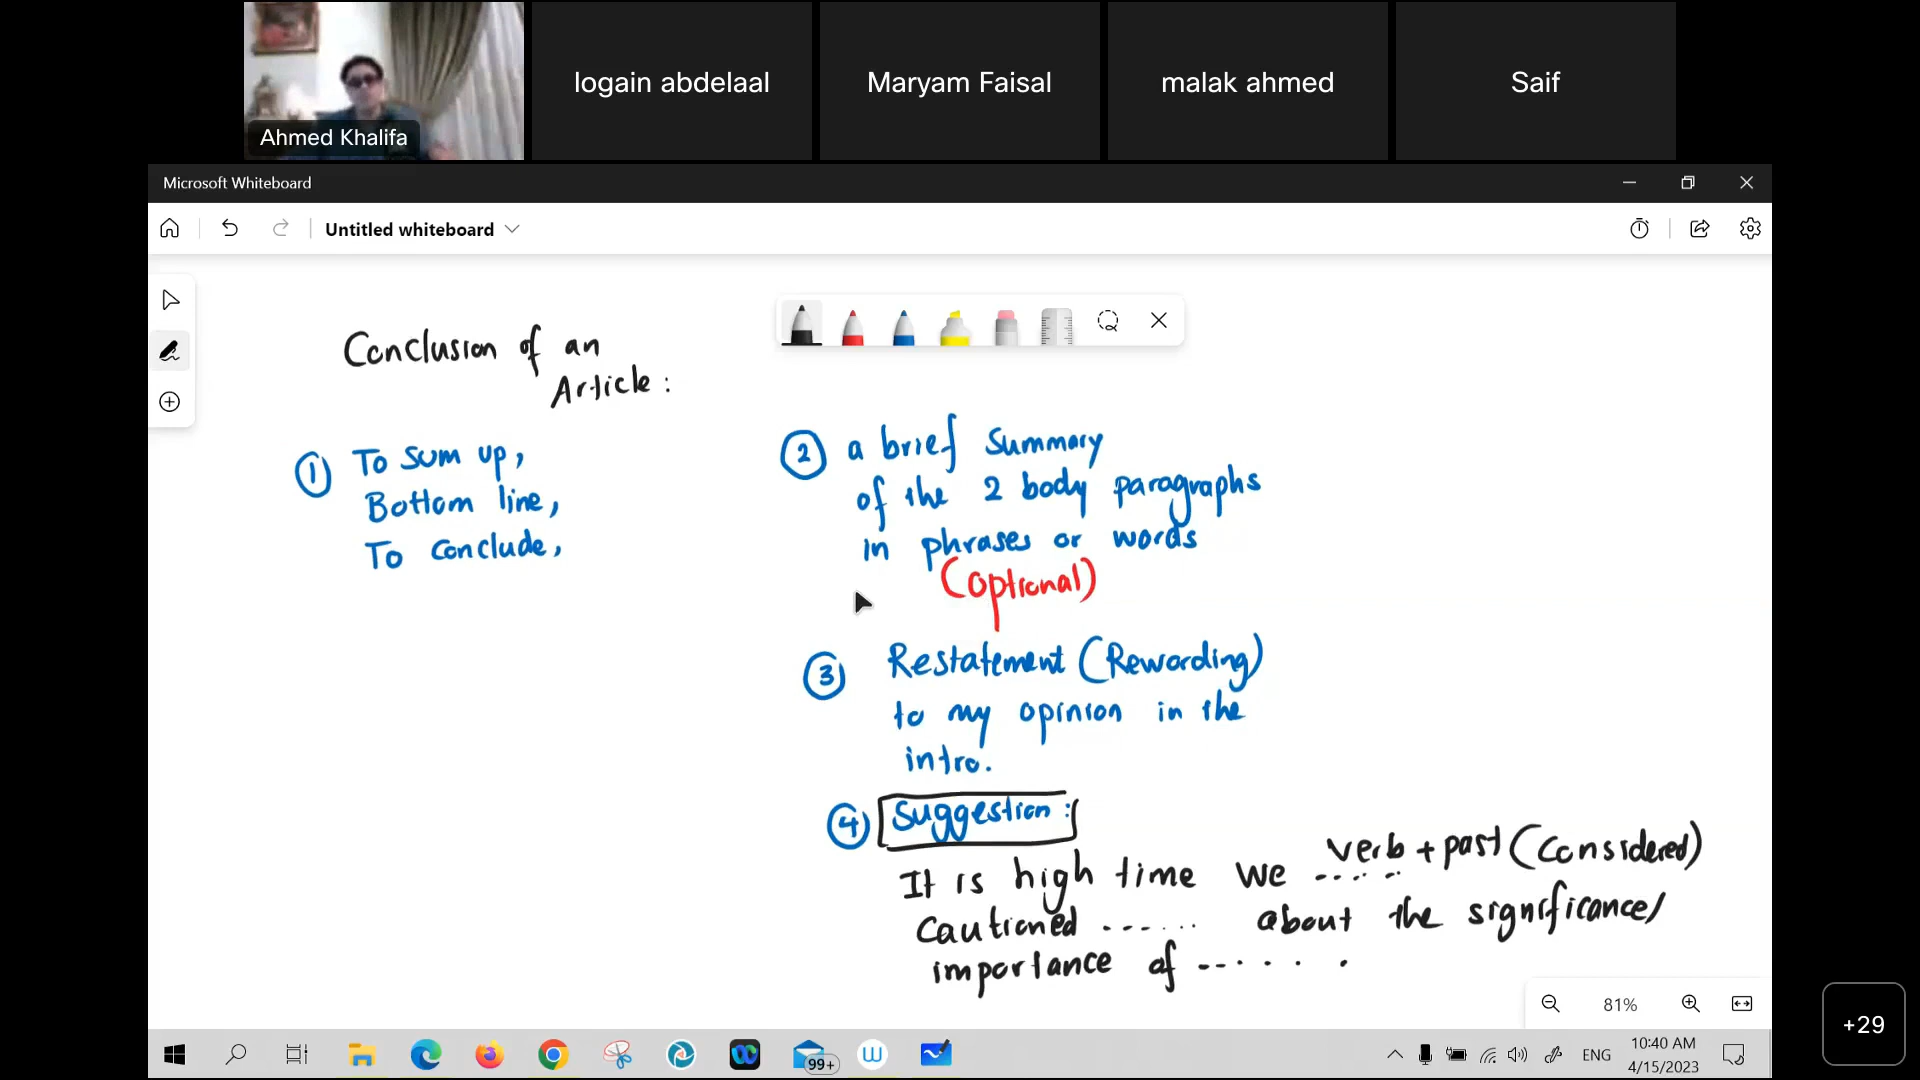 logain abdelaal
Maryam Faisal
malak ahmed
Saif
Ahmed Khalifa
Microsoft Whiteboard
Untitled whiteboard
Conclusion of an
Article :
1 To sum up,
Bottom line,
To conclude,
2 a brief summary
of the 2 body paragraphs
in phrases or words
(optional)
3 Restatement (Rewording)
to my opinion in the
intro.
4 Suggestion :
verb + past (Considered)
It is high time we .....
Cautioned ...... about the significance/
importance of .......
81%
+29
99+
ENG
10:40 AM
4/15/2023